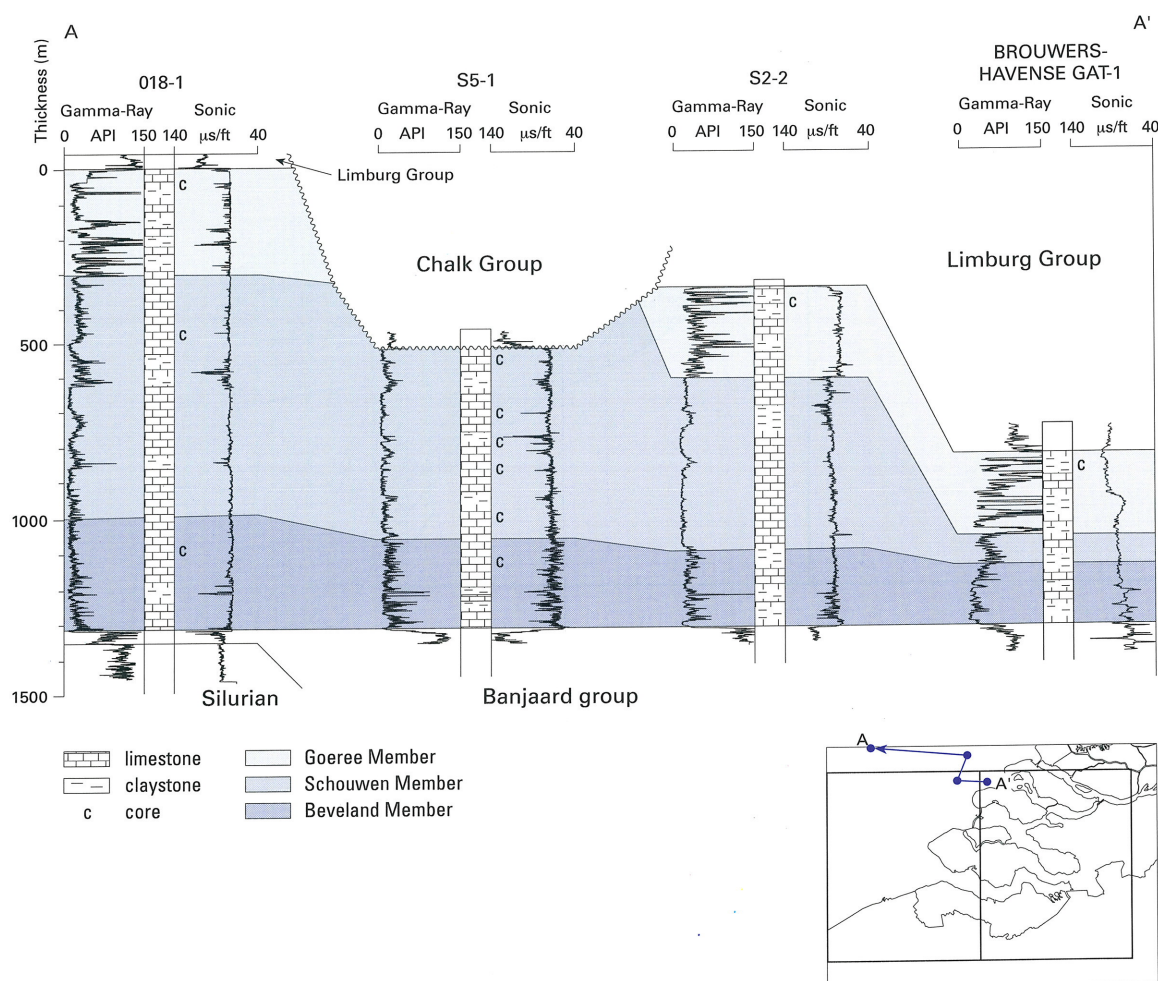 A
A'
Thickness (m)
018-1
S5-1
S2-2
BROUWERS-
HAVENSE GAT-1
Gamma-Ray Sonic
0 API 150 140 µs/ft 40
Gamma-Ray Sonic
0 API 150 140 µs/ft 40
Gamma-Ray Sonic
0 API 150 140 µs/ft 40
Gamma-Ray Sonic
0 API 150 140 µs/ft 40
0
500
1000
1500
Limburg Group
Chalk Group
Limburg Group
c
c
c
c
c
c
c
c
c
c
c
Silurian
Banjaard group
limestone
claystone
c core
Goeree Member
Schouwen Member
Beveland Member
A
A'